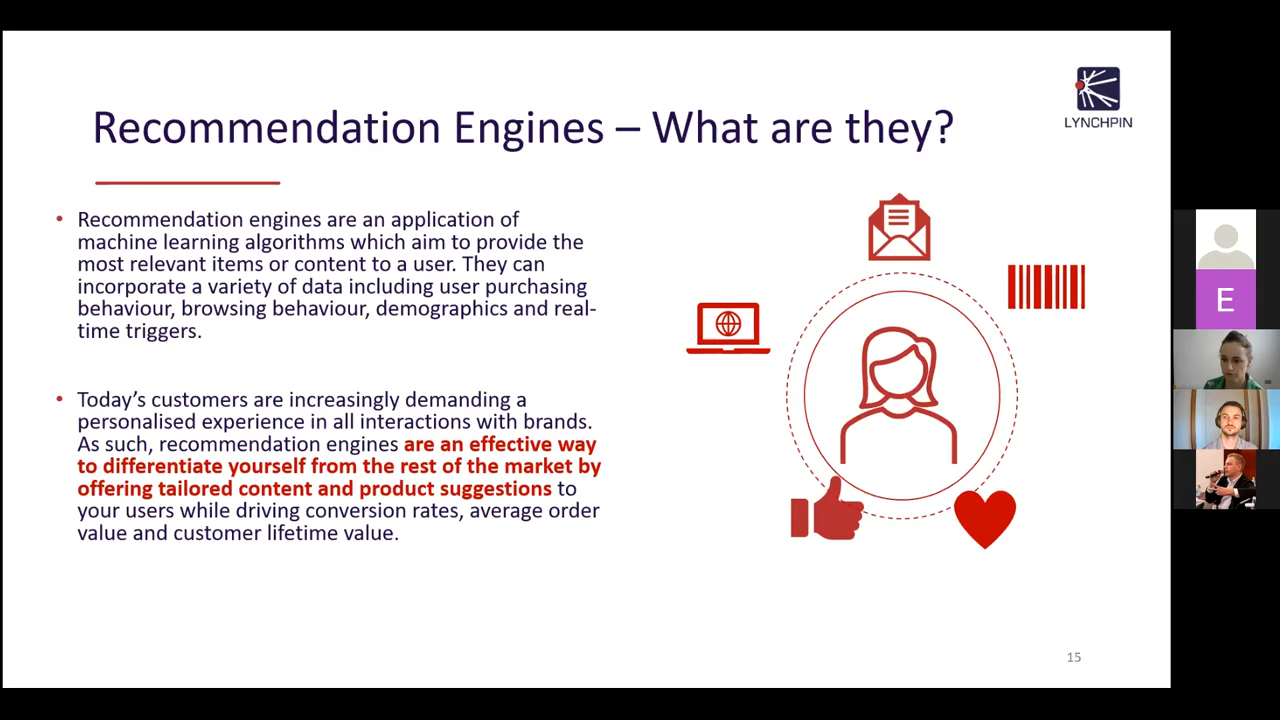 LYNCHPIN
Recommendation Engines – What are they?
• Recommendation engines are an application of
machine learning algorithms which aim to provide the
most relevant items or content to a user. They can
incorporate a variety of data including user purchasing
behaviour, browsing behaviour, demographics and real-
time triggers.
• Today’s customers are increasingly demanding a
personalised experience in all interactions with brands.
As such, recommendation engines are an effective way
to differentiate yourself from the rest of the market by
offering tailored content and product suggestions to
your users while driving conversion rates, average order
value and customer lifetime value.
E
15